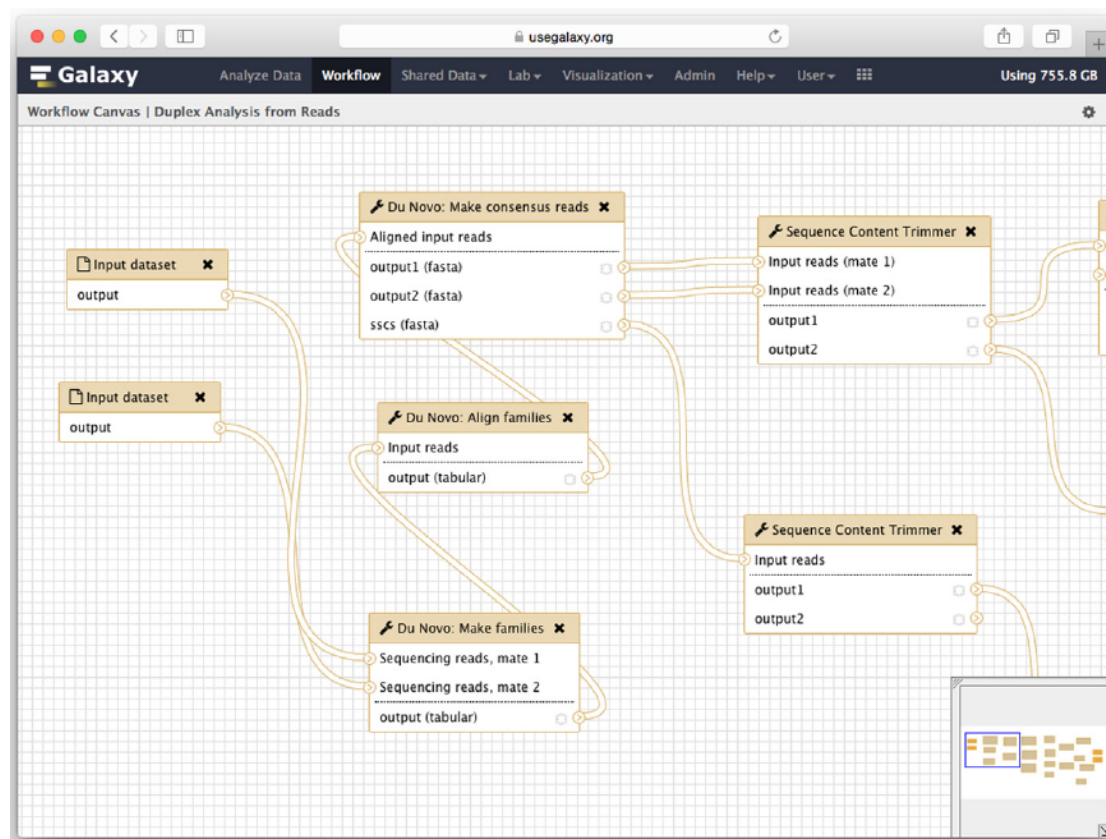 usegalaxy.org
Galaxy
Analyze Data Workflow Shared Data Lab Visualization Admin Help User
Using 755.8 GB
Workflow Canvas | Duplex Analysis from Reads
Input dataset
output
Input dataset
output
Du Novo: Make consensus reads
Aligned input reads
output1 (fasta)
output2 (fasta)
sscs (fasta)
Du Novo: Align families
Input reads
output (tabular)
Du Novo: Make families
Sequencing reads, mate 1
Sequencing reads, mate 2
output (tabular)
Sequence Content Trimmer
Input reads (mate 1)
Input reads (mate 2)
output1
output2
Sequence Content Trimmer
Input reads
output1
output2